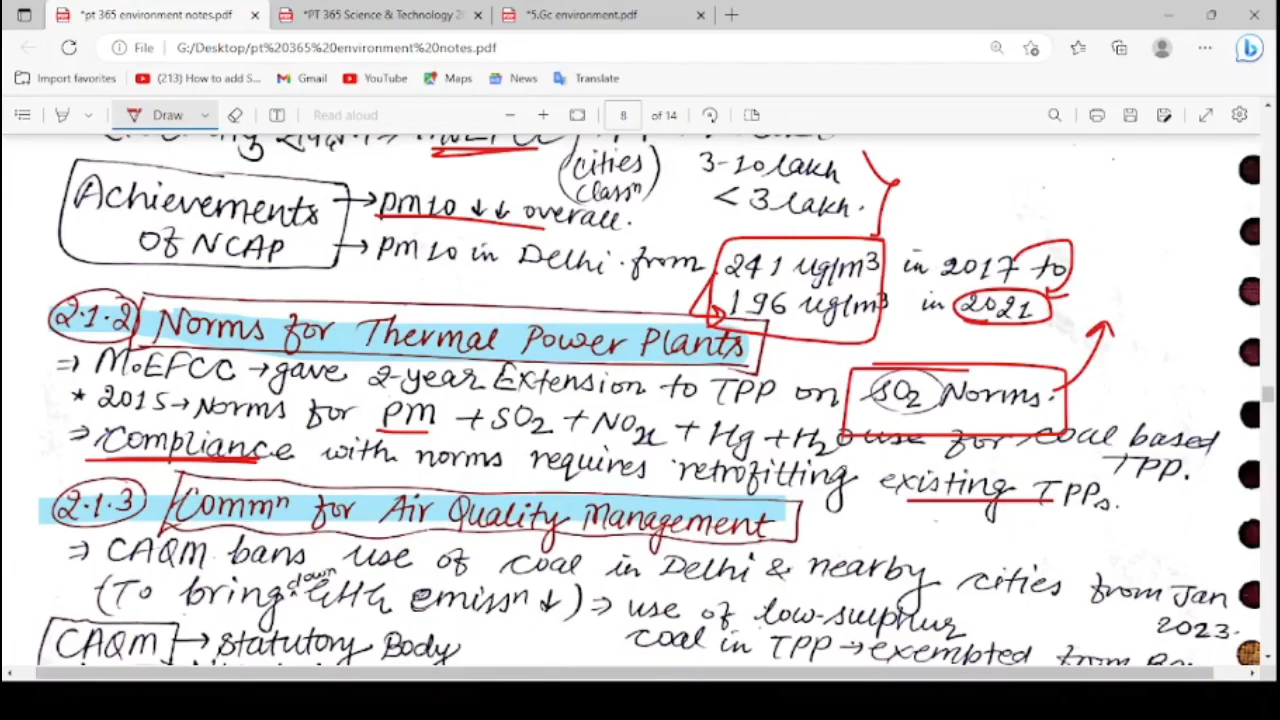 *pt 365 environment notes.pdf
*PT 365 Science & Technology 20
*5.Gc environment.pdf
File G:/Desktop/pt%20365%20environment%20notes.pdf
Import favorites (213) How to add S... Gmail YouTube Maps News Translate
Draw Read aloud 8 of 14
(cities 3-10 lakh
(classn) < 3 lakh.
Achievements → PM10 ↓↓ overall.
Of NCAP → PM10 in Delhi from 241 ug/m3 in 2017 to
196 ug/m3 in 2021
2.1.2 Norms for Thermal Power Plants
⇒ MoEFCC → gave 2-year Extension to TPP on SO2 Norms.
* 2015 → Norms for PM + SO2 + NOx + Hg + H2O use for coal based TPP.
⇒ Compliance with norms requires retrofitting existing TPPs.
2.1.3 Commn for Air Quality Management
⇒ CAQM bans use of coal in Delhi & nearby cities from Jan 2023.
(To bring down GHG emissn ↓) ⇒ use of low-sulphur
coal in TPP → exempted from
CAQM → statutory Body